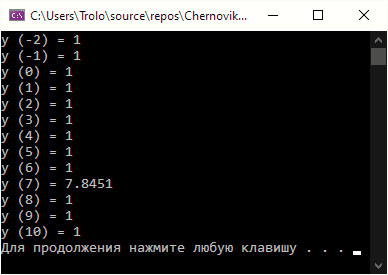 C:\Users\Trolo\source\repos\Chernovik...
y (-2) = 1
y (-1) = 1
y (0) = 1
y (1) = 1
y (2) = 1
y (3) = 1
y (4) = 1
y (5) = 1
y (6) = 1
y (7) = 7.8451
y (8) = 1
y (9) = 1
y (10) = 1
Для продолжения нажмите любую клавишу . . .